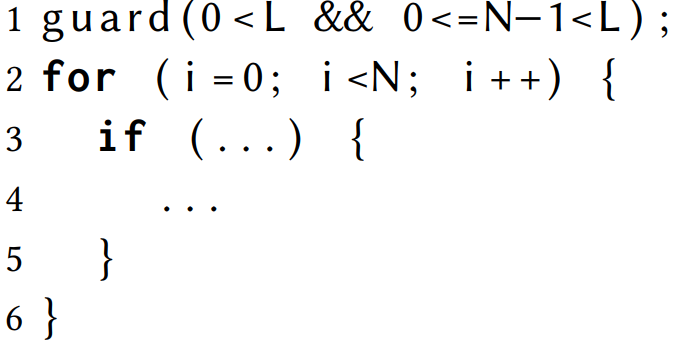 1 guard(0<L && 0<=N−1<L);
2 for (i=0; i<N; i++) {
3 if (...) {
4 ...
5 }
6 }